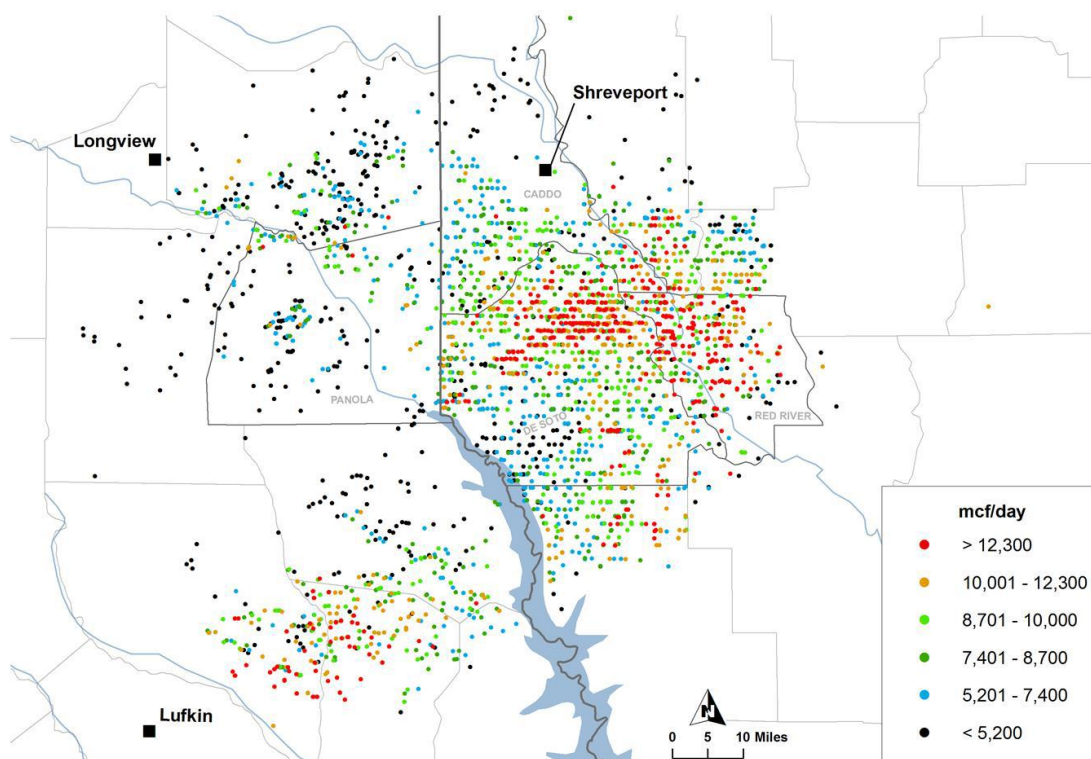 Shreveport
Longview
CADDO
PANOLA
DE SOTO
RED RIVER
mcf/day
> 12,300
10,001 - 12,300
8,701 - 10,000
7,401 - 8,700
5,201 - 7,400
< 5,200
Lufkin
N
0 5 10 Miles